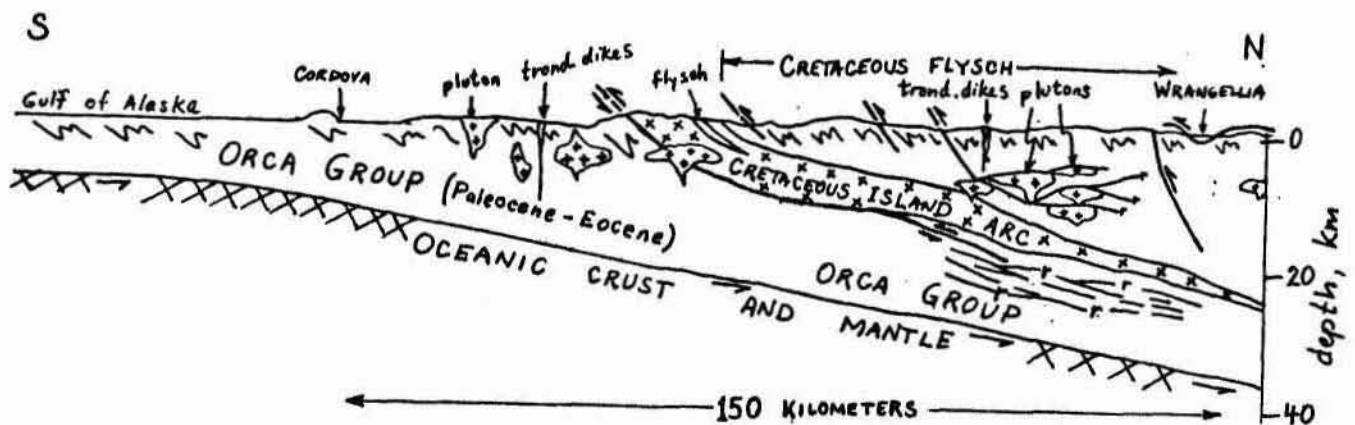 S
N
CORDOVA
pluton
trond. dikes
flysch
CRETACEOUS FLYSCH
trond. dikes
plutons
WRANGELLIA
Gulf of Alaska
0
ORCA GROUP (Paleocene-Eocene)
CRETACEOUS ISLAND ARC
20
ORCA GROUP
r
r
r
r
r
r
OCEANIC CRUST AND MANTLE
depth, km
150 KILOMETERS
40